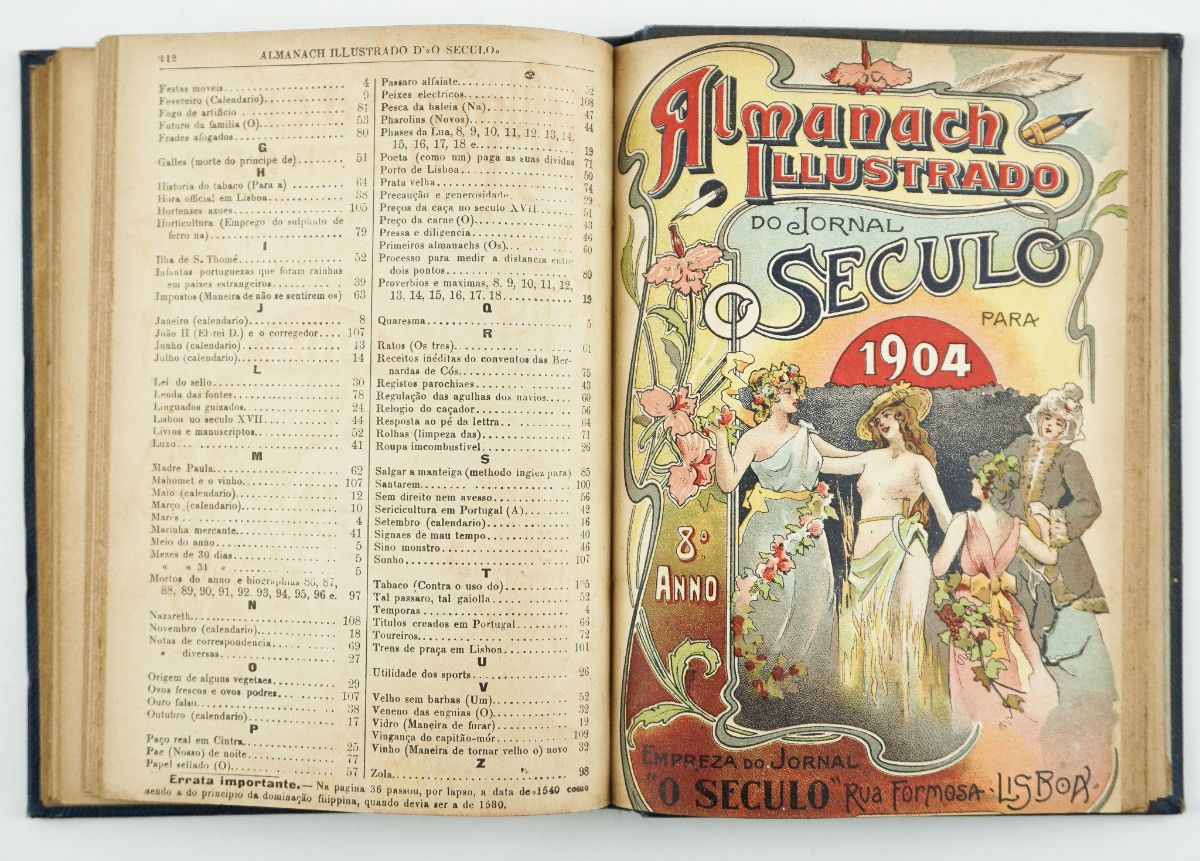 112 ALMANACH ILLUSTRADO D'«O SECULO»
Festas moveis 4
Fevereiro (Calendario) 9
Fogo de artificio 81
Futuro da familia (O) 53
Frades afogados 80
G
Galles (morte do principe de) 51
H
Historia do tabaco (Para a) 64
Hora official em Lisboa 38
Hortenses azues 105
Horticultura (Emprego do sulphato de
ferro na) 79
I
Ilha de S. Thomé 52
Infantas portuguezas que foram rainhas
em paizes estrangeiros 39
Impostos (Maneira de não se sentirem os) 63
J
Janeiro (calendario) 8
João II (El-rei D.) e o corregedor 107
Junho (calendario) 13
Julho (calendario) 14
L
Lei do sello 30
Lenda das fontes 78
Linguados guizados 24
Lisboa no seculo XVII 44
Livros e manuscriptos 52
Luxo 41
M
Madre Paula 62
Mahomet e o vinho 107
Maio (calendario) 12
Março (calendario) 10
Marés 4
Marinha mercante 41
Meio do anno 5
Mezes de 30 dias 5
« « 31 « 5
Mortos do anno e biographias 86, 87,
88, 89, 90, 91, 92, 93, 94, 95, 96 e. 97
N
Nazareth 108
Novembro (calendario) 18
Notas de correspondencia 69
« diversas 27
O
Origem de alguns vegetaes 29
Ovos frescos e ovos podres 107
Ouro falso 38
Outubro (calendario) 17
P
Paço real em Cintra 25
Pae (Nosso) de noite 77
Papel sellado (O) 57
Passaro alfaiate 52
Peixes electricos 108
Pesca da baleia (Na) 47
Pharolins (Novos) 44
Phases da Lua, 8, 9, 10, 11, 12, 13, 14,
15, 16, 17, 18 e 19
Poeta (como um) paga as suas dividas 71
Porto de Lisboa 50
Prata velha 74
Precaução e generosidade 29
Preços da caça no seculo XVII 51
Preço da carne (O) 43
Pressa e diligencia 46
Primeiros almanachs (Os) 60
Processo para medir a distancia entre
dois pontos 80
Proverbios e maximas, 8, 9, 10, 11, 12,
13, 14, 15, 16, 17, 18 19
Q
Quaresma 5
R
Ratos (Os tres) 61
Receitos inéditas do conventos das Ber-
nardas de Cós 75
Registos parochiaes 43
Regulação das agulhas dos navios 60
Relogio do caçador 56
Resposta ao pé da letra 64
Rolhas (limpeza das) 71
Roupa imcombustivel 26
S
Salgar a manteiga (methodo inglez para) 85
Santarem 100
Sem direito nem avesso 56
Sericicultura em Portugal (A) 42
Setembro (calendario) 16
Signaes de mau tempo 40
Sino monstro 46
Sonho 107
T
Tabaco (Contra o uso do) 105
Tal passaro, tal gaiolla 52
Temporas 4
Titulos creados em Portugal 66
Toureiros 72
Trens de praça em Lisboa 101
U
Utilidade dos sports 26
V
Velho sem barbas (Um) 52
Veneno das enguias (O) 32
Vidro (Maneira de furar) 19
Vingança do capitão-mór 109
Vinho (Maneira de tornar velho o) novo 32
Z
Zola 98
Errata importante.— Na pagina 36 passou, por lapso, a data de 1540 como
sendo a do principio da dominação filippina, quando devia ser a de 1580.
Almanach
ILLUSTRADO
DO JORNAL
O SECULO
PARA
1904
8º
ANNO
EMPREZA DO JORNAL
"O SECULO" RUA FORMOSA · LISBOA ·